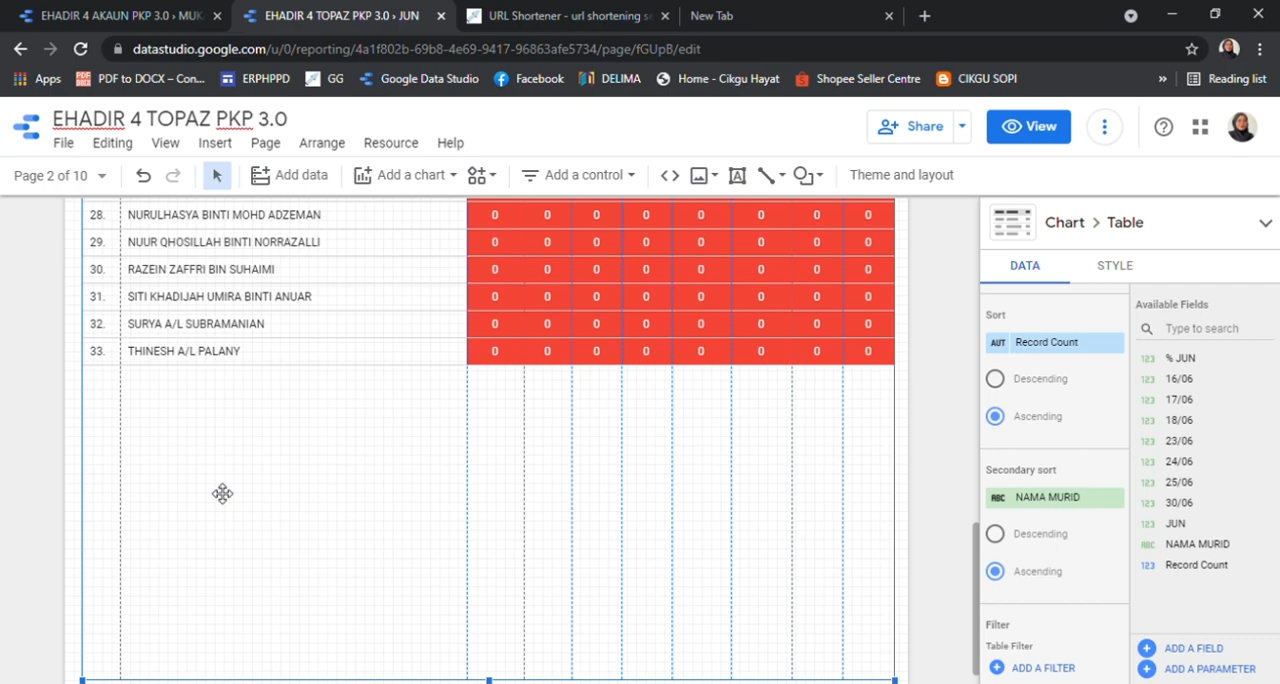 EHADIR 4 AKAUN PKP 3.0 › MUK
EHADIR 4 TOPAZ PKP 3.0 › JUN
URL Shortener - url shortening se
New Tab
datastudio.google.com/u/0/reporting/4a1f802b-69b8-4e69-9417-96863afe5734/page/fGUpB/edit
Apps
PDF to DOCX – Con...
ERPHPPD
GG
Google Data Studio
Facebook
DELIMA
Home - Cikgu Hayat
Shopee Seller Centre
CIKGU SOPI
»
Reading list
EHADIR 4 TOPAZ PKP 3.0
File Edit View Insert Page Arrange Resource Help
Share
View
Page 2 of 10
Add data
Add a chart
Add a control
Theme and layout
28. NURULHASYA BINTI MOHD ADZEMAN 0 0 0 0 0 0 0 0
29. NUUR QHOSILLAH BINTI NORRAZALLI 0 0 0 0 0 0 0 0
30. RAZEIN ZAFFRI BIN SUHAIMI 0 0 0 0 0 0 0 0
31. SITI KHADIJAH UMIRA BINTI ANUAR 0 0 0 0 0 0 0 0
32. SURYA A/L SUBRAMANIAN 0 0 0 0 0 0 0 0
33. THINESH A/L PALANY 0 0 0 0 0 0 0 0
Chart > Table
DATA STYLE
Sort
AUT Record Count
Descending
Ascending
Secondary sort
ABC NAMA MURID
Descending
Ascending
Filter
Table Filter
ADD A FILTER
Available Fields
Type to search
123 % JUN
123 16/06
123 17/06
123 18/06
123 23/06
123 24/06
123 25/06
123 30/06
123 JUN
ABC NAMA MURID
123 Record Count
ADD A FIELD
ADD A PARAMETER